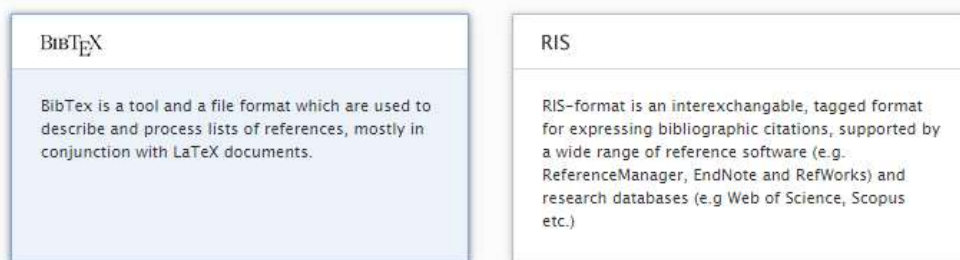 BIBTEX
BibTex is a tool and a file format which are used to
describe and process lists of references, mostly in
conjunction with LaTeX documents.
RIS
RIS-format is an interexchangable, tagged format
for expressing bibliographic citations, supported by
a wide range of reference software (e.g.
ReferenceManager, EndNote and RefWorks) and
research databases (e.g Web of Science, Scopus
etc.)